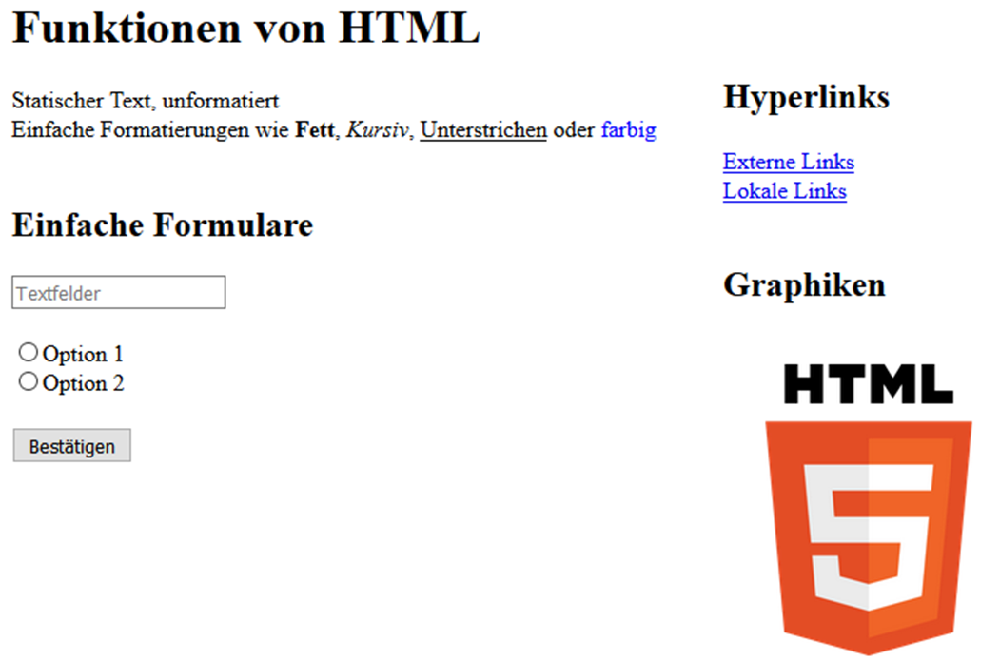 Funktionen von HTML
Statischer Text, unformatiert
Einfache Formatierungen wie Fett, Kursiv, Unterstrichen oder farbig
Einfache Formulare
Textfelder
Option 1
Option 2
Bestätigen
Hyperlinks
Externe Links
Lokale Links
Graphiken
HTML
5